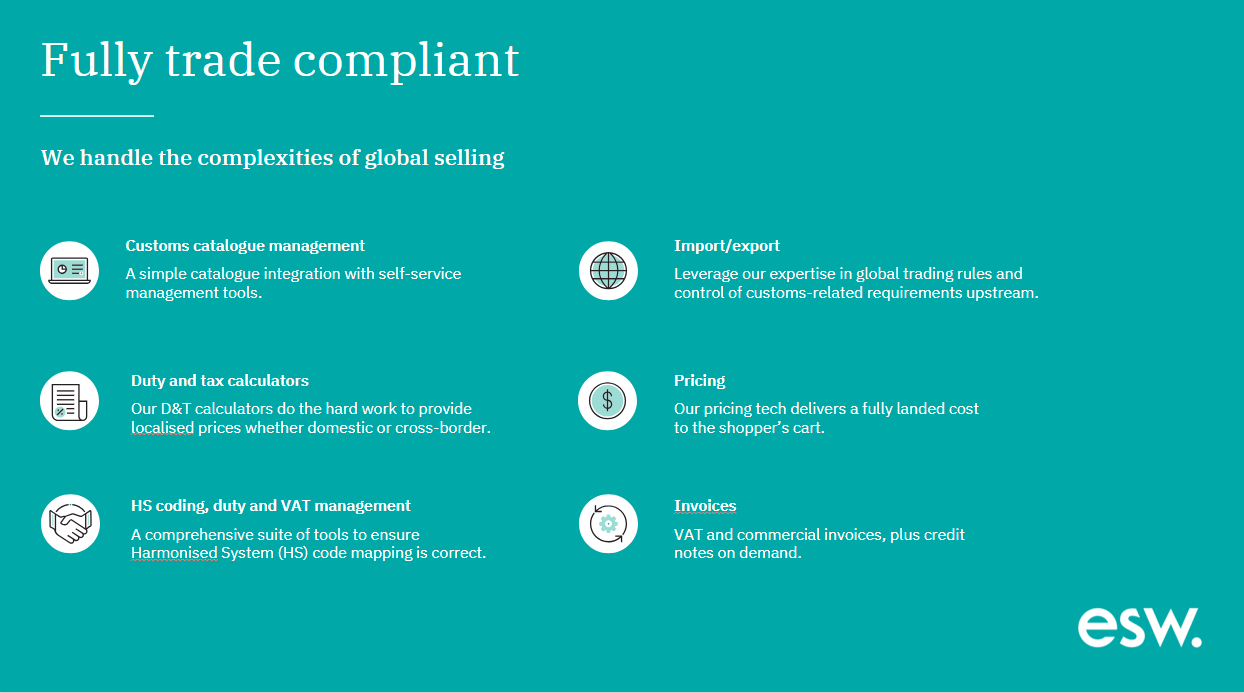 Fully trade compliant
We handle the complexities of global selling
Customs catalogue management
A simple catalogue integration with self-service
management tools.
Import/export
Leverage our expertise in global trading rules and
control of customs-related requirements upstream.
Duty and tax calculators
Our D&T calculators do the hard work to provide
localised prices whether domestic or cross-border.
Pricing
Our pricing tech delivers a fully landed cost
to the shopper’s cart.
HS coding, duty and VAT management
A comprehensive suite of tools to ensure
Harmonised System (HS) code mapping is correct.
Invoices
VAT and commercial invoices, plus credit
notes on demand.
esw.